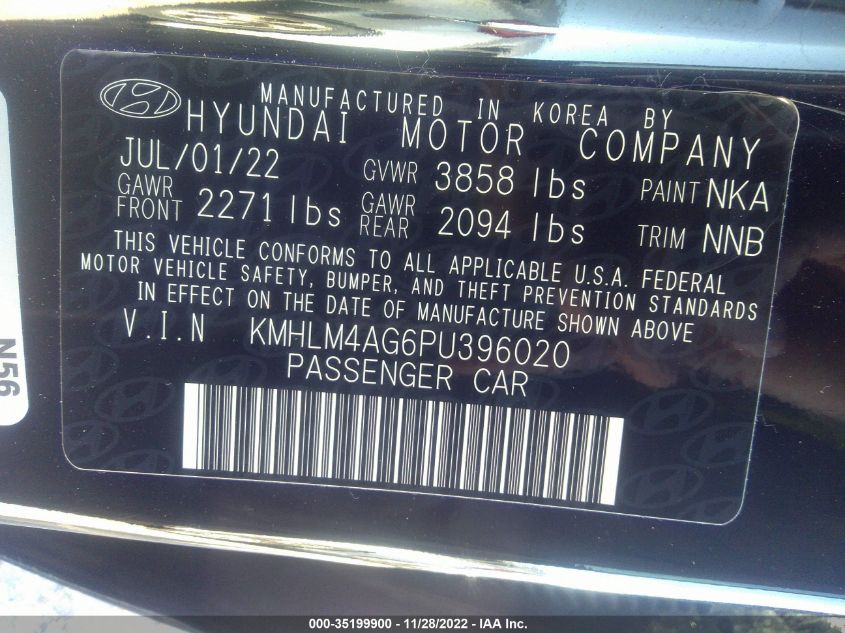 MANUFACTURED IN KOREA BY
HYUNDAI MOTOR COMPANY
JUL/01/22 GVWR 3858 lbs PAINT NKA
GAWR FRONT 2271 lbs GAWR REAR 2094 lbs TRIM NNB
THIS VEHICLE CONFORMS TO ALL APPLICABLE U.S.A. FEDERAL
MOTOR VEHICLE SAFETY, BUMPER, AND THEFT PREVENTION STANDARDS
IN EFFECT ON THE DATE OF MANUFACTURE SHOWN ABOVE
V.I.N KMHLM4AG6PU396020
PASSENGER CAR
N56
000-35199900 - 11/28/2022 - IAA Inc.